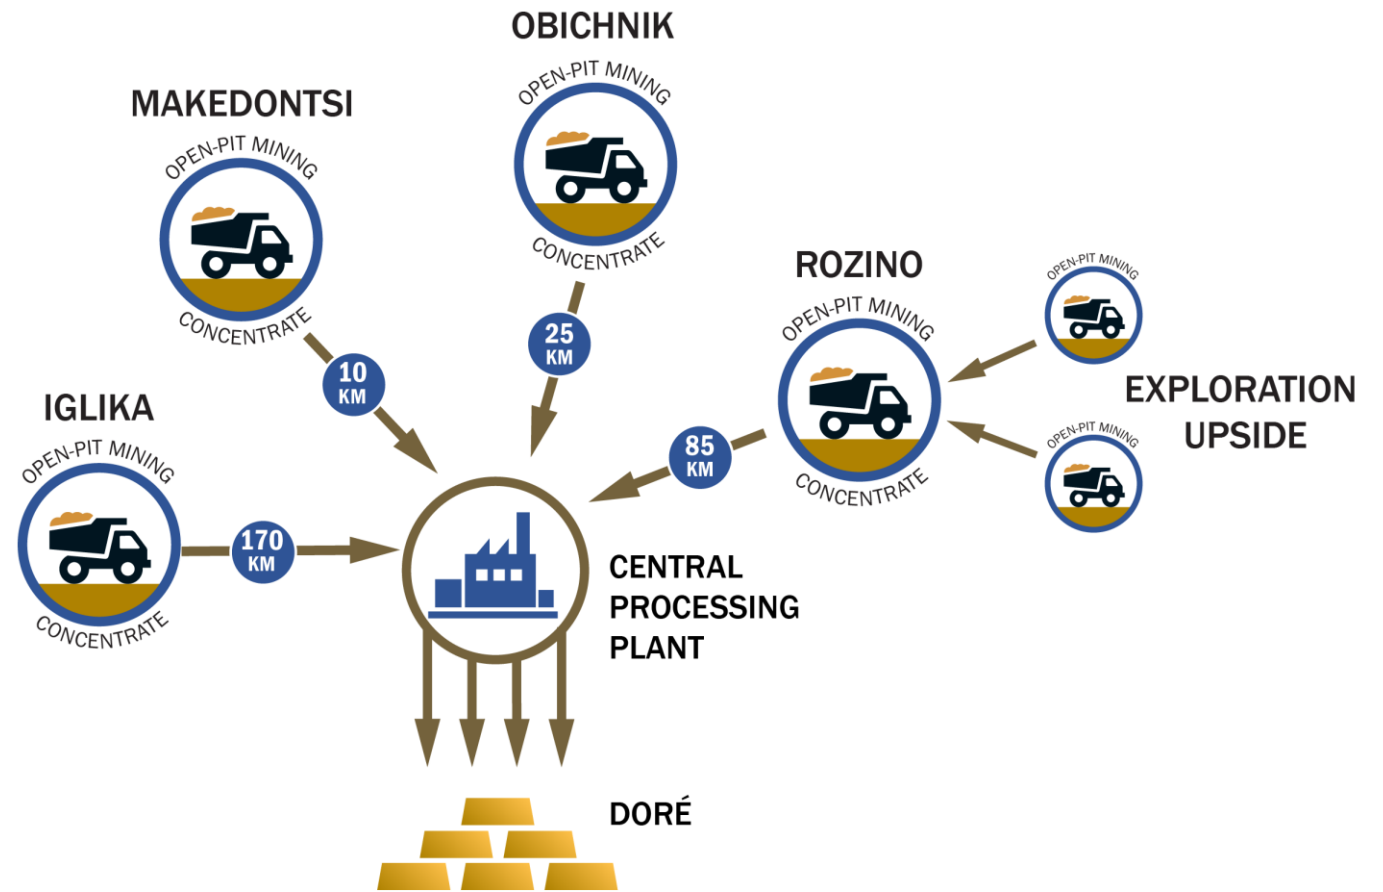 OBICHNIK
OPEN-PIT MINING
CONCENTRATE
25
KM
MAKEDONTSI
OPEN-PIT MINING
CONCENTRATE
10
KM
IGLIKA
OPEN-PIT MINING
CONCENTRATE
170
KM
ROZINO
OPEN-PIT MINING
CONCENTRATE
85
KM
OPEN-PIT MINING
EXPLORATION
UPSIDE
OPEN-PIT MINING
CENTRAL
PROCESSING
PLANT
DORÉ